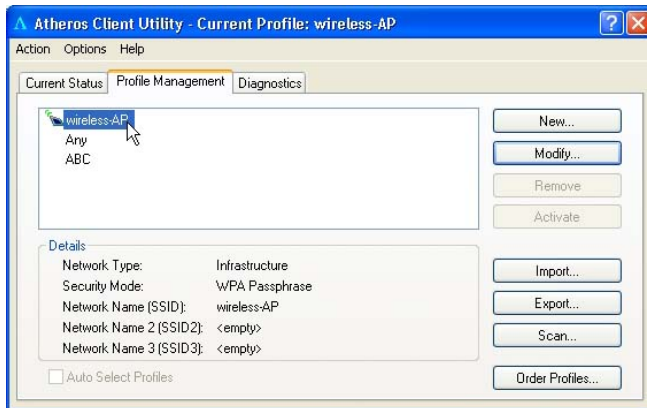 Atheros Client Utility - Current Profile: wireless-AP
Action Options Help
Current Status Profile Management Diagnostics
wireless-AP
Any
ABC
New...
Modify...
Remove
Activate
Details
Network Type: Infrastructure
Security Mode: WPA Passphrase
Network Name (SSID): wireless-AP
Network Name 2 (SSID2): <empty>
Network Name 3 (SSID3): <empty>
Import...
Export...
Scan...
Auto Select Profiles
Order Profiles...